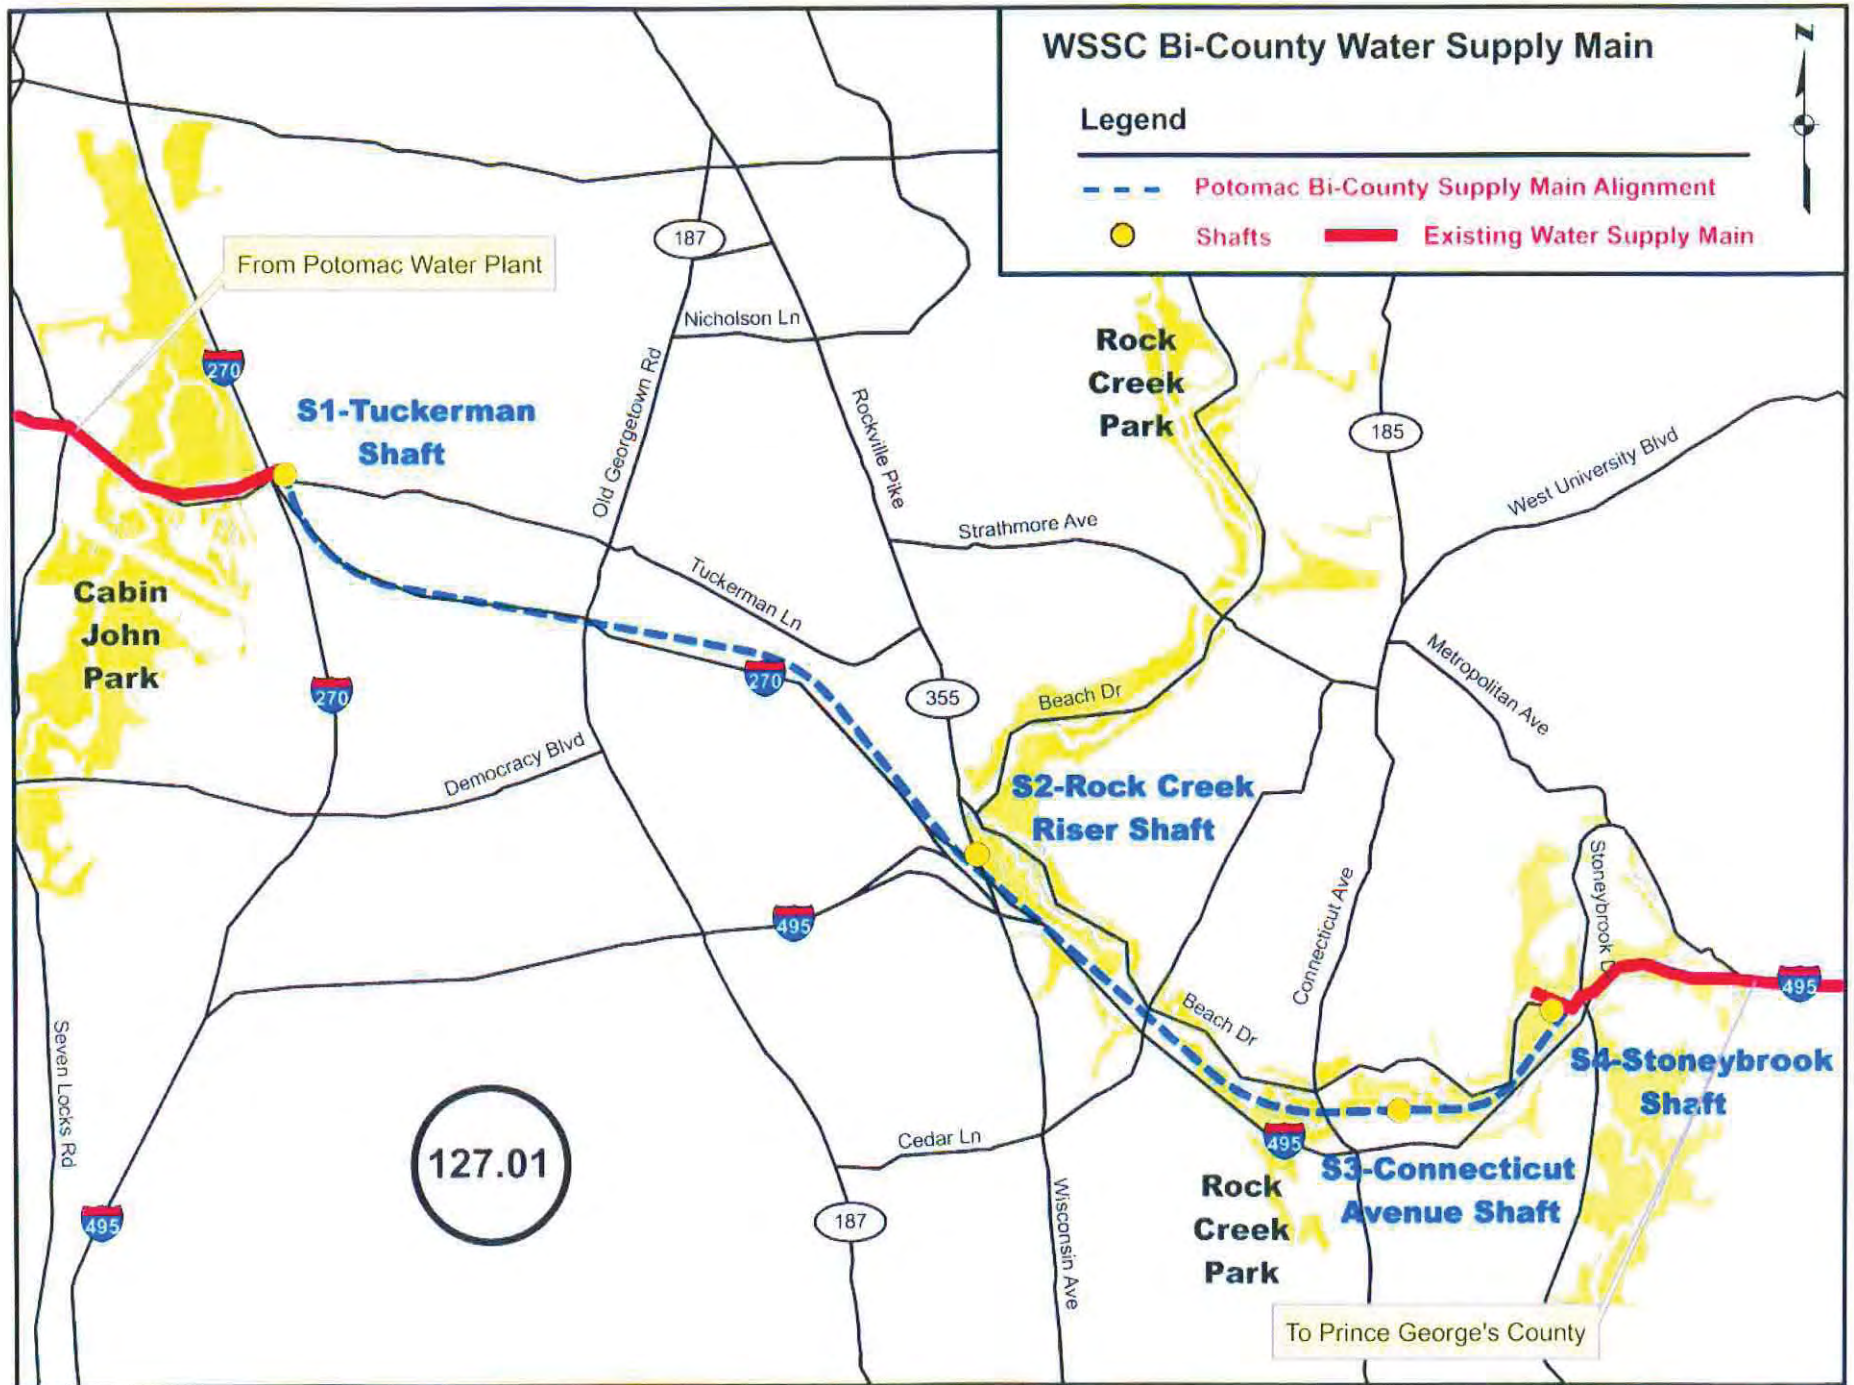 WSSC Bi-County Water Supply Main
N
Legend
Potomac Bi-County Supply Main Alignment
Shafts
Existing Water Supply Main
187
From Potomac Water Plant
Nicholson Ln
Rock
Creek
Park
270
S1-Tuckerman
Shaft
Old Georgetown Rd
Rockville Pike
185
West University Blvd
Strathmore Ave
Tuckerman Ln
Cabin
John
Park
270
270
355
Beach Dr
Metropolitan Ave
Democracy Blvd
S2-Rock Creek
Riser Shaft
Stoneybrook D
Connecticut Ave
495
495
Beach Dr
Seven Locks Rd
S4-Stoneybrook
Shaft
127.01
Cedar Ln
495
S3-Connecticut
Avenue Shaft
Rock
Creek
Park
495
187
Wisconsin Ave
To Prince George's County